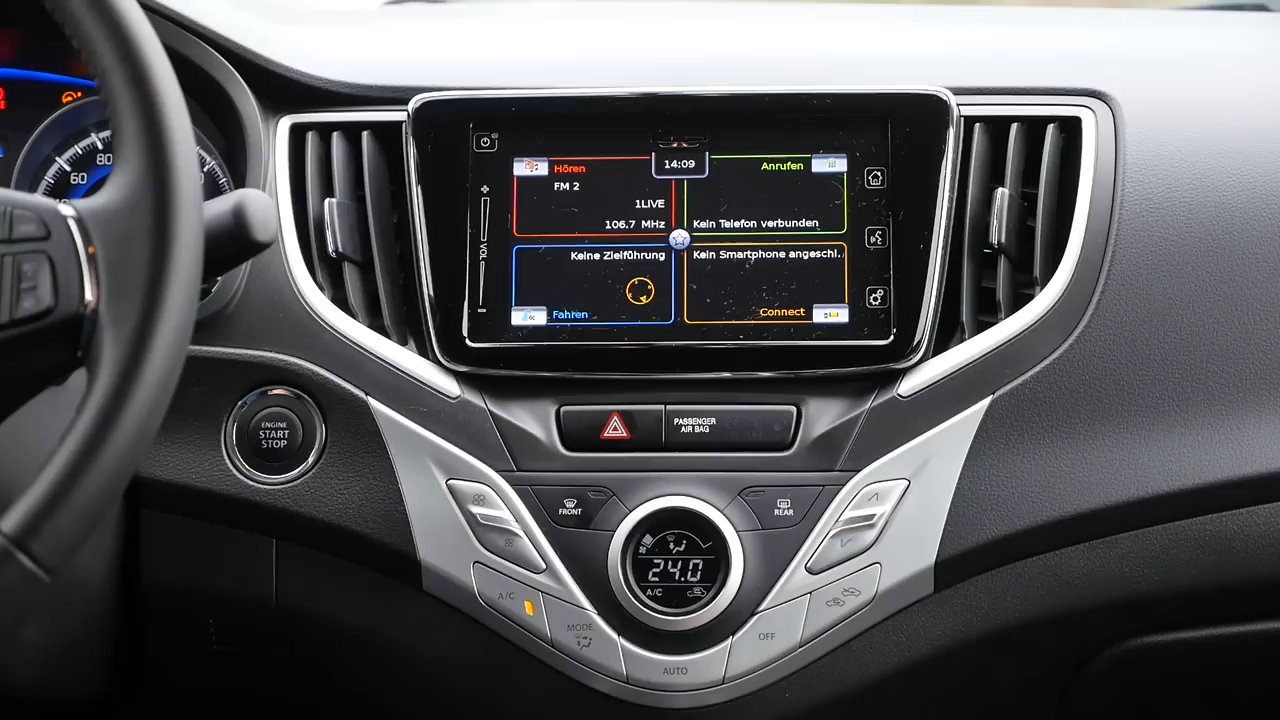 80
60
14:09
Hören
Anrufen
FM 2
1LIVE
106.7 MHz
Kein Telefon verbunden
VOL
Keine Zielführung
Kein Smartphone angeschl.
Fahren
Connect
ENGINE
START
STOP
PASSENGER
AIR BAG
FRONT
REAR
24.0
A/C
A/C
MODE
OFF
AUTO